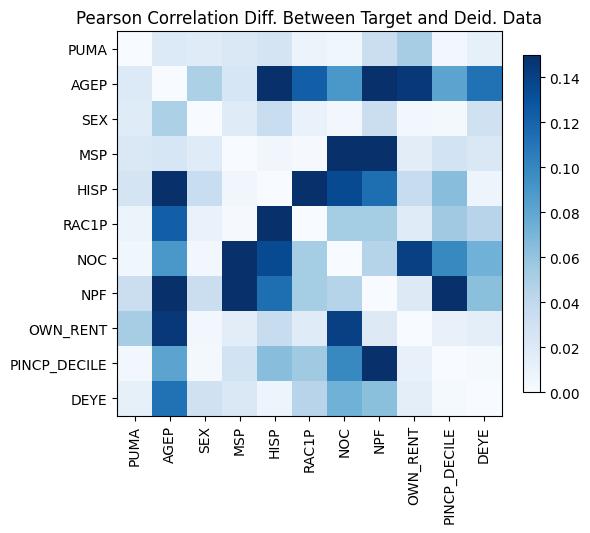 Pearson Correlation Diff. Between Target and Deid. Data
PUMA
AGEP
SEX
MSP
HISP
RAC1P
NOC
NPF
OWN_RENT
PINCP_DECILE
DEYE
PUMA
AGEP
SEX
MSP
HISP
RAC1P
NOC
NPF
OWN_RENT
PINCP_DECILE
DEYE
0.14
0.12
0.10
0.08
0.06
0.04
0.02
0.00